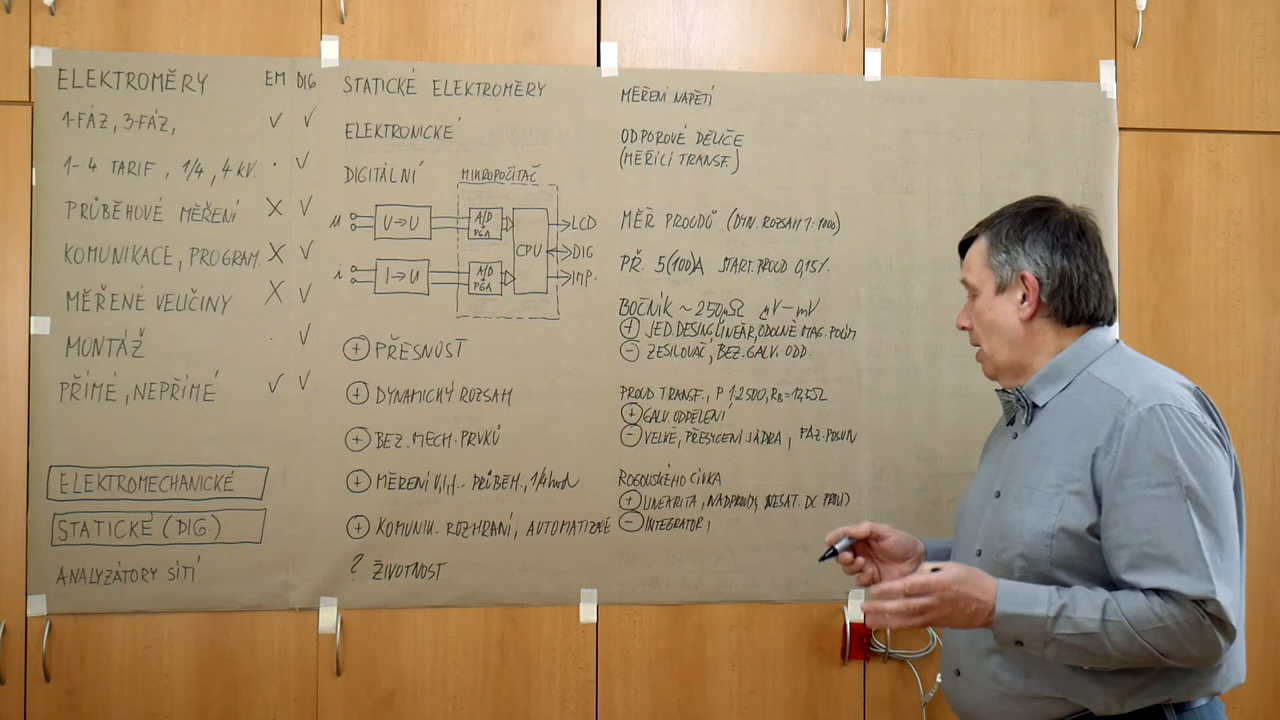 ELEKTROMĚRY EM DIG
1-FÁZ, 3-FÁZ, ✓ ✓
1-4 TARIF, 1/4, 4 KV. · ✓
PRŮBĚHOVÉ MĚŘENÍ X ✓
KOMUNIKACE, PROGRAM. X ✓
MĚŘENÉ VELIČINY X ✓
MONTÁŽ · ✓
PŘÍMÉ, NEPŘÍMÉ ✓ ✓
ELEKTROMECHANICKÉ
STATICKÉ (DIG.)
ANALYZÁTORY SÍTÍ
STATICKÉ ELEKTROMĚRY
ELEKTRONICKÉ
DIGITÁLNÍ
MIKROPOČÍTAČ
u U→U A/D + PGA
i I→U A/D + PGA
CPU
LCD
DIG
IMP.
+ PŘESNOST
+ DYNAMICKÝ ROZSAH
+ BEZ. MECH. PRVKŮ
+ MĚŘENÍ PRŮBĚH., 1/4hod
+ KOMUNIK. ROZHRANÍ, AUTOMATIZACE
? ŽIVOTNOST
MĚŘENÍ NAPĚTÍ
ODPOROVÉ DĚLIČE
(MĚŘICÍ TRANSF.)
MĚŘ PROUDŮ (DYN. ROZSAH 1:1000)
PŘ. 5(100)A START. PROUD 0,15%
BOČNÍK ~ 250μΩ μV-mV
+ JED. DESING LINEÁR, ODOLNÉ MAG. POLÍM
- ZESILOVAČ, BEZ. GALV. ODD.
PROUD TRANSF., P 1:2500, RB=12,5Ω
+ GALV. ODDĚLENÍ
- VELKÉ, PŘESYCENÍ JÁDRA, FÁZ. POSUN
ROGOWSKÉHO CÍVKA
+ LINEARITA, NADPROUDY, NESAT. DC PROUD
- INTEGRÁTOR,